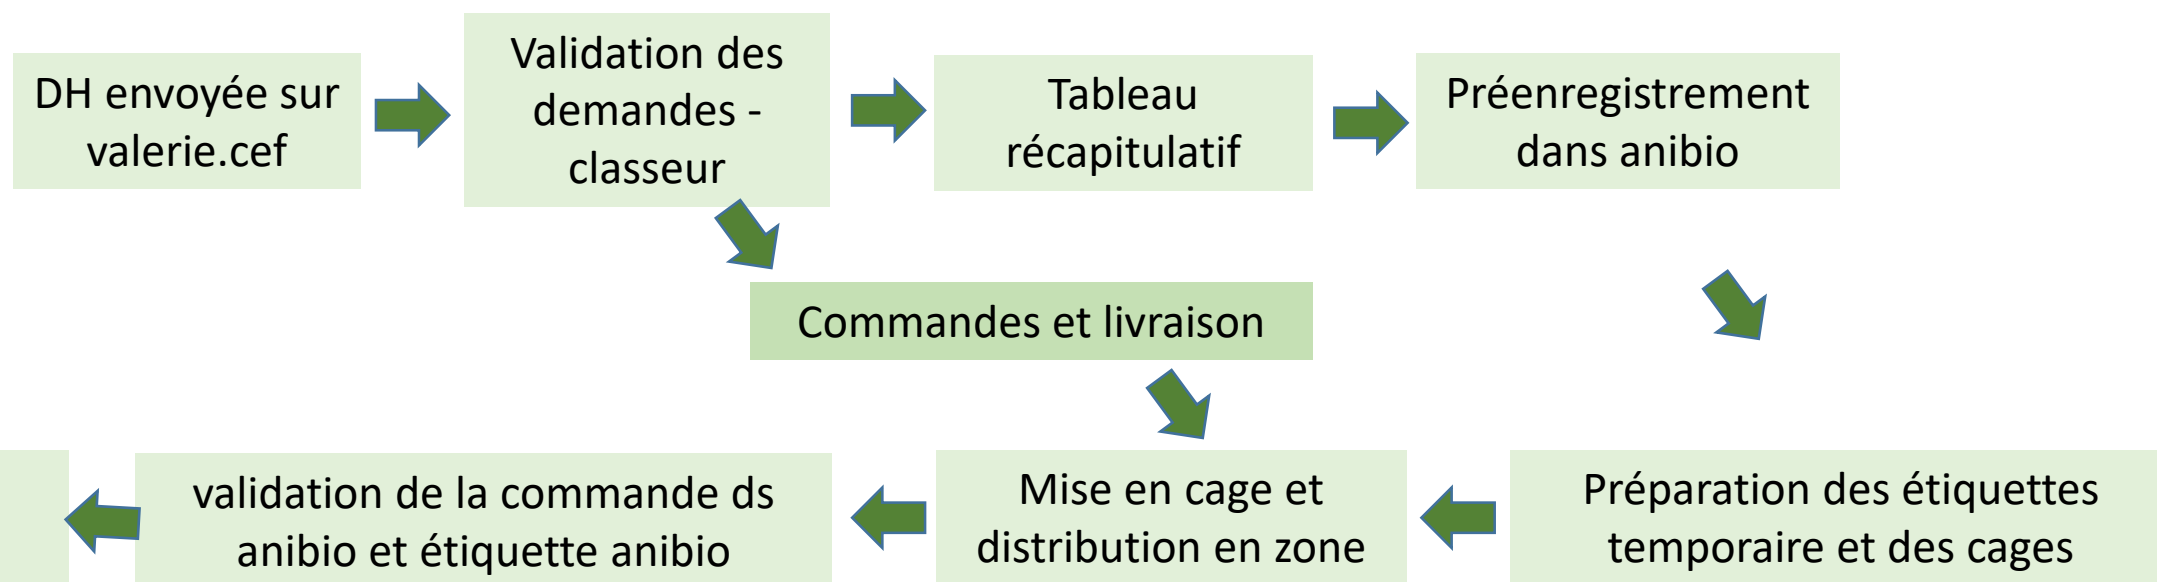 DH envoyée sur
valerie.cef
Validation des
demandes -
classeur
Tableau
récapitulatif
Préenregistrement
dans anibio
Commandes et livraison
validation de la commande ds
anibio et étiquette anibio
Mise en cage et
distribution en zone
Préparation des étiquettes
temporaire et des cages